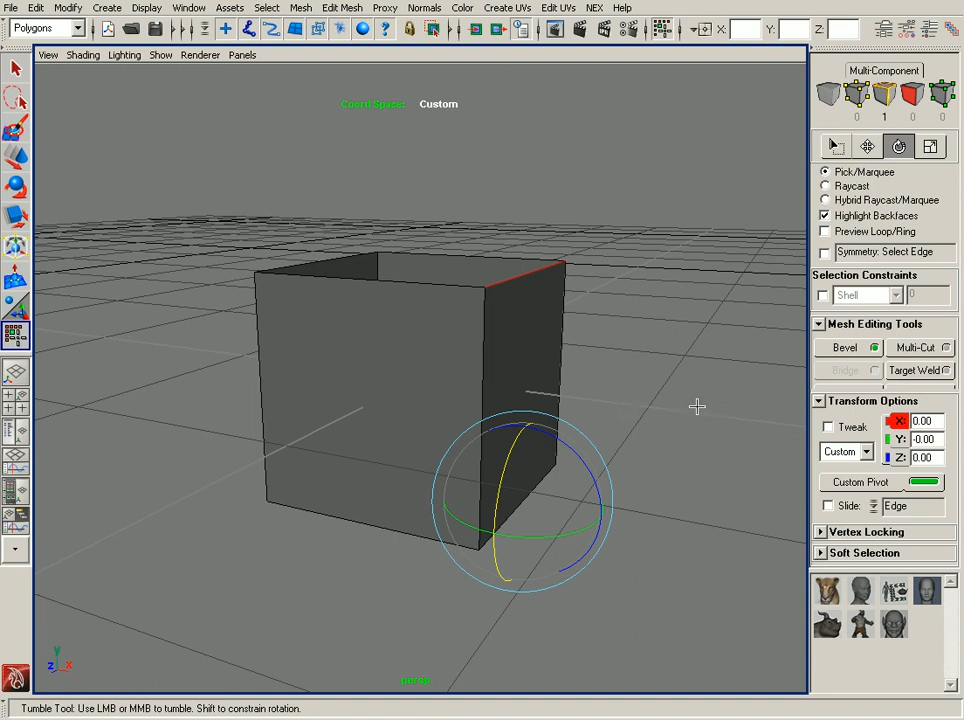 File Edit Modify Create Display Window Assets Select Mesh Edit Mesh Proxy Normals Color Create UVs Edit UVs NEX Help
Polygons X: Y: Z:
View Shading Lighting Show Renderer Panels
Coord Space: Custom
Multi-Component
0 1 0 0
Pick/Marquee
Raycast
Hybrid Raycast/Marquee
Highlight Backfaces
Preview Loop/Ring
Symmetry: Select Edge
Selection Constraints
Shell 0
Mesh Editing Tools
Bevel Multi-Cut
Bridge Target Weld
Transform Options
Tweak X: 0.00
Y: -0.00
Custom Z: 0.00
Custom Pivot
Slide: Edge
Vertex Locking
Soft Selection
y
z x
persp
Tumble Tool: Use LMB or MMB to tumble. Shift to constrain rotation.